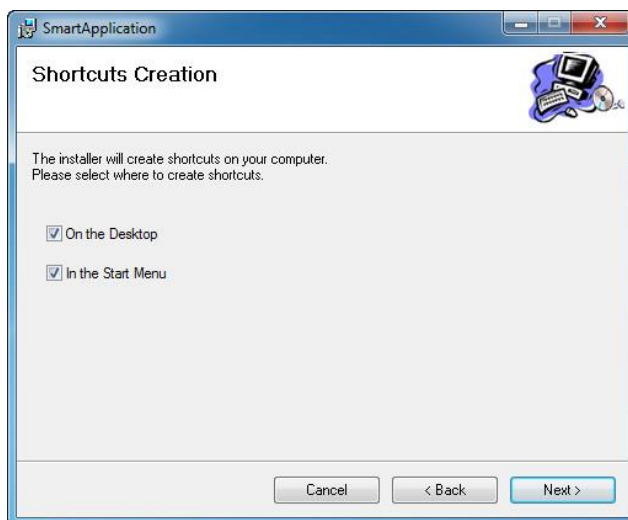 SmartApplication
Shortcuts Creation
The installer will create shortcuts on your computer.
Please select where to create shortcuts.
On the Desktop
In the Start Menu
Cancel
< Back
Next >